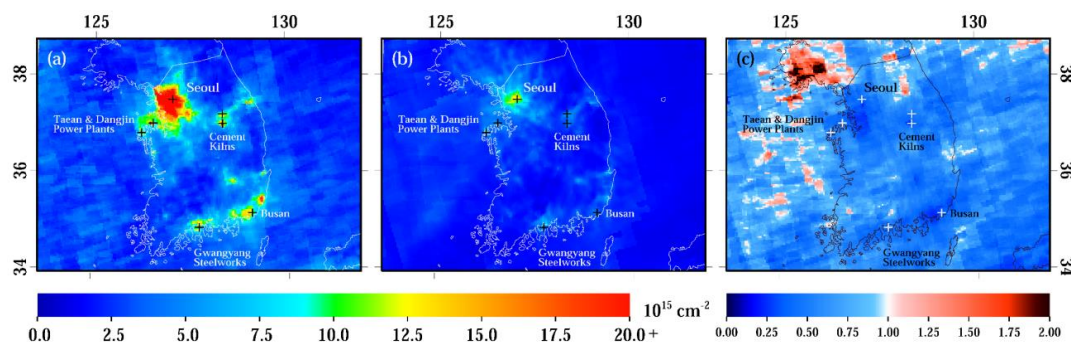 125 130 125 130 125 130
(a) (b) (c)
38 38
Seoul Seoul Seoul
Taean & Dangjin
Power Plants
Taean & Dangjin
Power Plants
Taean & Dangjin
Power Plants
Cement
Kilns
Cement
Kilns
Cement
Kilns
36 36
Busan Busan Busan
Gwangyang
Steelworks
Gwangyang
Steelworks
Gwangyang
Steelworks
34 34
10¹⁵ cm⁻²
0.0 2.5 5.0 7.5 10.0 12.5 15.0 17.5 20.0 +
0.00 0.25 0.50 0.75 1.00 1.25 1.50 1.75 2.00